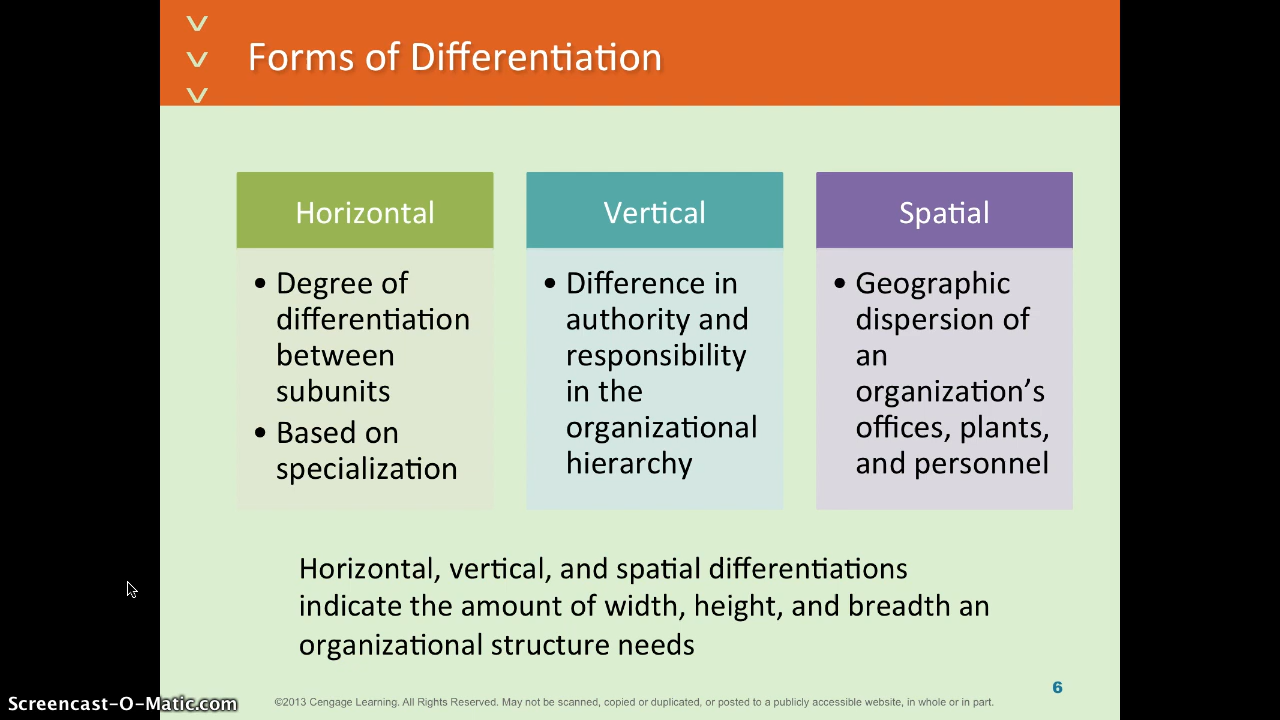 Forms of Differentiation
Horizontal
• Degree of
differentiation
between
subunits
• Based on
specialization
Vertical
• Difference in
authority and
responsibility
in the
organizational
hierarchy
Spatial
• Geographic
dispersion of
an
organization’s
offices, plants,
and personnel
Horizontal, vertical, and spatial differentiations
indicate the amount of width, height, and breadth an
organizational structure needs
6
©2013 Cengage Learning. All Rights Reserved. May not be scanned, copied or duplicated, or posted to a publicly accessible website, in whole or in part.
Screencast-O-Matic.com